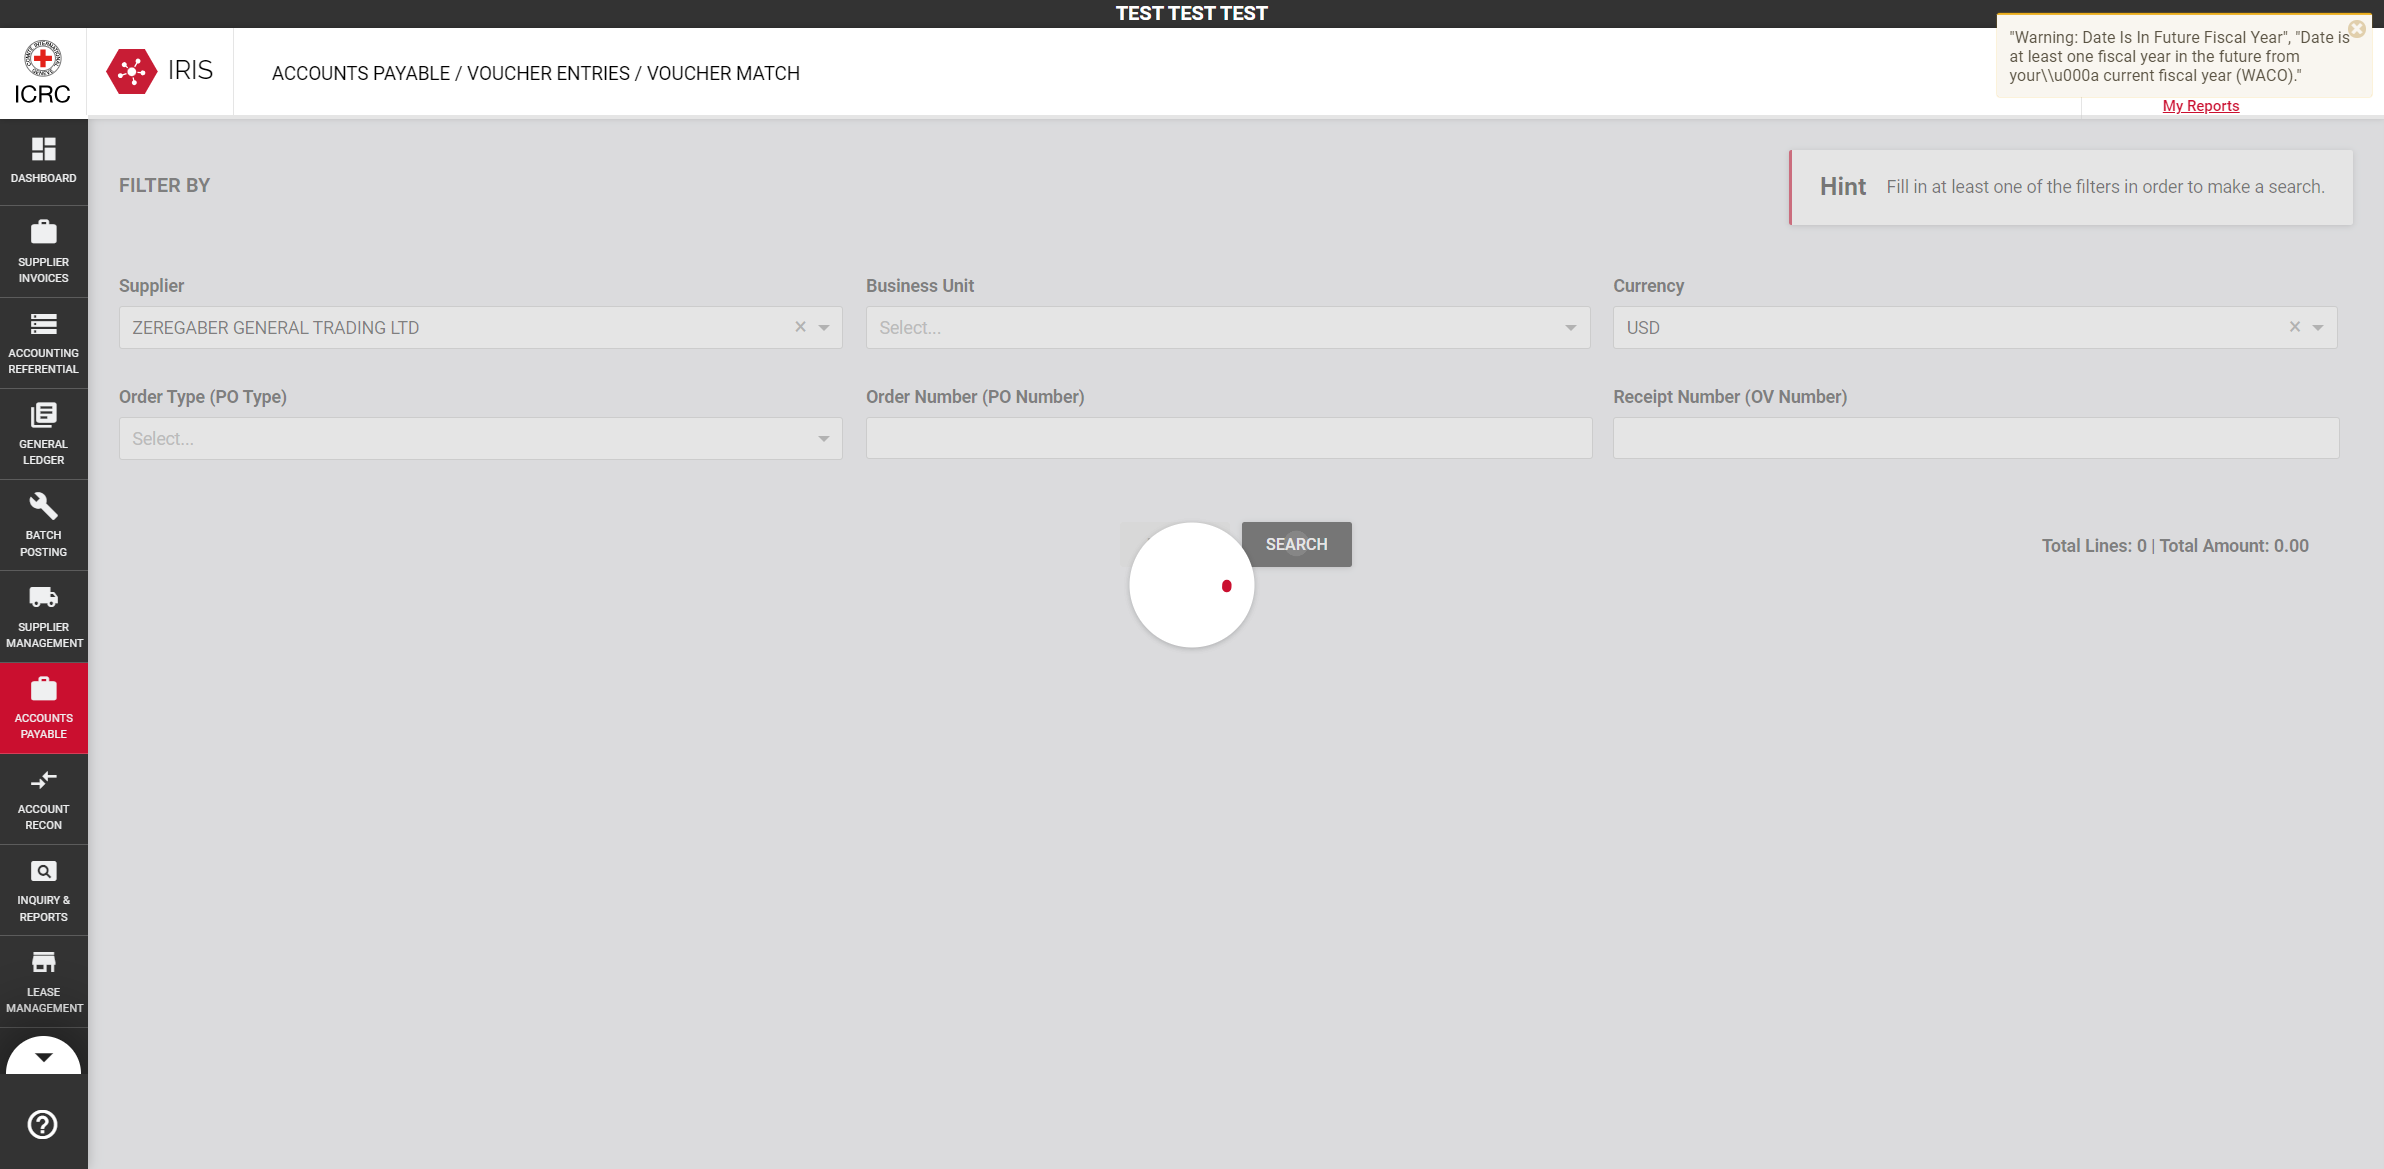 TEST TEST TEST
ICRC
IRIS
ACCOUNTS PAYABLE / VOUCHER ENTRIES / VOUCHER MATCH
"Warning: Date Is In Future Fiscal Year", "Date is
at least one fiscal year in the future from
your\\u000a current fiscal year (WACO)."
My Reports
DASHBOARD
SUPPLIER
INVOICES
ACCOUNTING
REFERENTIAL
GENERAL
LEDGER
BATCH
POSTING
SUPPLIER
MANAGEMENT
ACCOUNTS
PAYABLE
ACCOUNT
RECON
INQUIRY &
REPORTS
LEASE
MANAGEMENT
FILTER BY
Hint Fill in at least one of the filters in order to make a search.
Supplier
ZEREGABER GENERAL TRADING LTD
Business Unit
Select...
Currency
USD
Order Type (PO Type)
Select...
Order Number (PO Number)
Receipt Number (OV Number)
SEARCH
Total Lines: 0 | Total Amount: 0.00